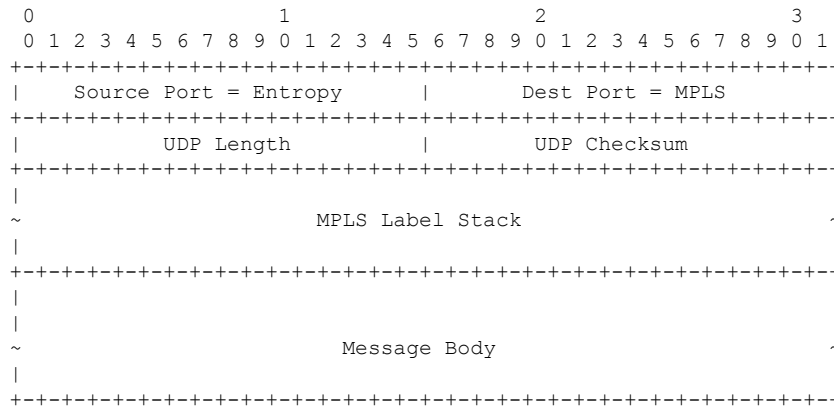 0                   1                   2                   3
 0 1 2 3 4 5 6 7 8 9 0 1 2 3 4 5 6 7 8 9 0 1 2 3 4 5 6 7 8 9 0 1
+-+-+-+-+-+-+-+-+-+-+-+-+-+-+-+-+-+-+-+-+-+-+-+-+-+-+-+-+-+-+-+-
|    Source Port = Entropy      |       Dest Port = MPLS
+-+-+-+-+-+-+-+-+-+-+-+-+-+-+-+-+-+-+-+-+-+-+-+-+-+-+-+-+-+-+-+-
|           UDP Length          |        UDP Checksum
+-+-+-+-+-+-+-+-+-+-+-+-+-+-+-+-+-+-+-+-+-+-+-+-+-+-+-+-+-+-+-+-
|
~                       MPLS Label Stack                        ~
|
+-+-+-+-+-+-+-+-+-+-+-+-+-+-+-+-+-+-+-+-+-+-+-+-+-+-+-+-+-+-+-+-
|
|
~                         Message Body                          ~
|
+-+-+-+-+-+-+-+-+-+-+-+-+-+-+-+-+-+-+-+-+-+-+-+-+-+-+-+-+-+-+-+-